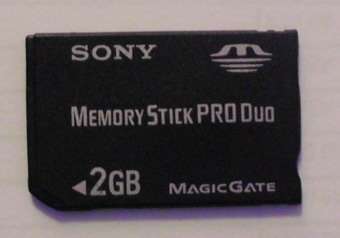 SONY
MEMORY STICK PRO DUO
2GB MAGICGATE